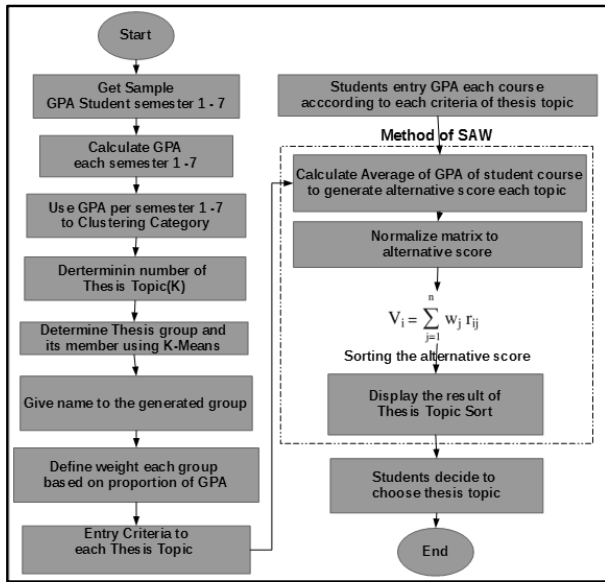 Start
Get Sample
GPA Student semester 1 - 7
Calculate GPA
each semester 1 -7
Use GPA per semester 1 -7
to Clustering Category
Derterminin number of
Thesis Topic(K)
Determine Thesis group and
its member using K-Means
Give name to the generated group
Define weight each group
based on proportion of GPA
Entry Criteria to
each Thesis Topic
Students entry GPA each course
acccording to each criteria of thesis topic
Method of SAW
Calculate Average of GPA of student course
to generate alternative score each topic
Normalize matrix to
alternative score
n
V_i = ∑ w_j r_ij
j=1
Sorting the alternative score
Display the result of
Thesis Topic Sort
Students decide to
choose thesis topic
End